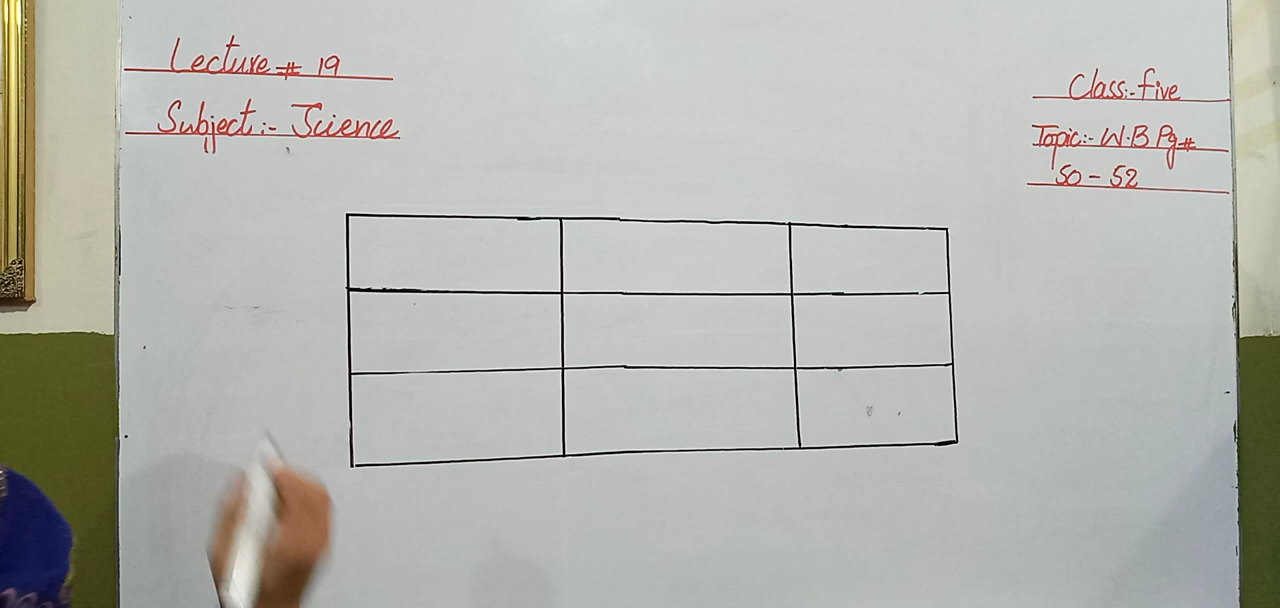 Lecture # 19
Subject:- Science
Class:- five
Topic:- W.B Pg#
50 - 52